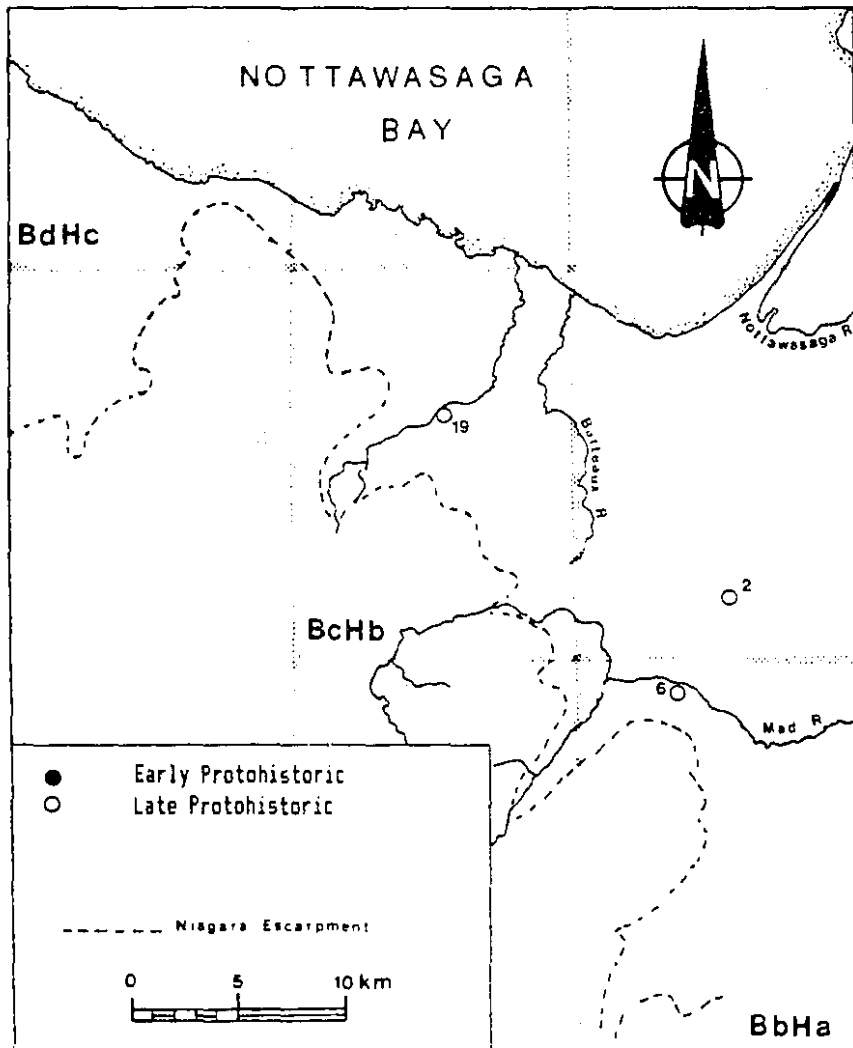 NOTTAWASAGA
BAY
N
BdHc
Nottawasaga R
19
Batteaux R
2
BcHb
6
Mad R
Early Protohistoric
Late Protohistoric
Niagara Escarpment
0 5 10 km
BbHa